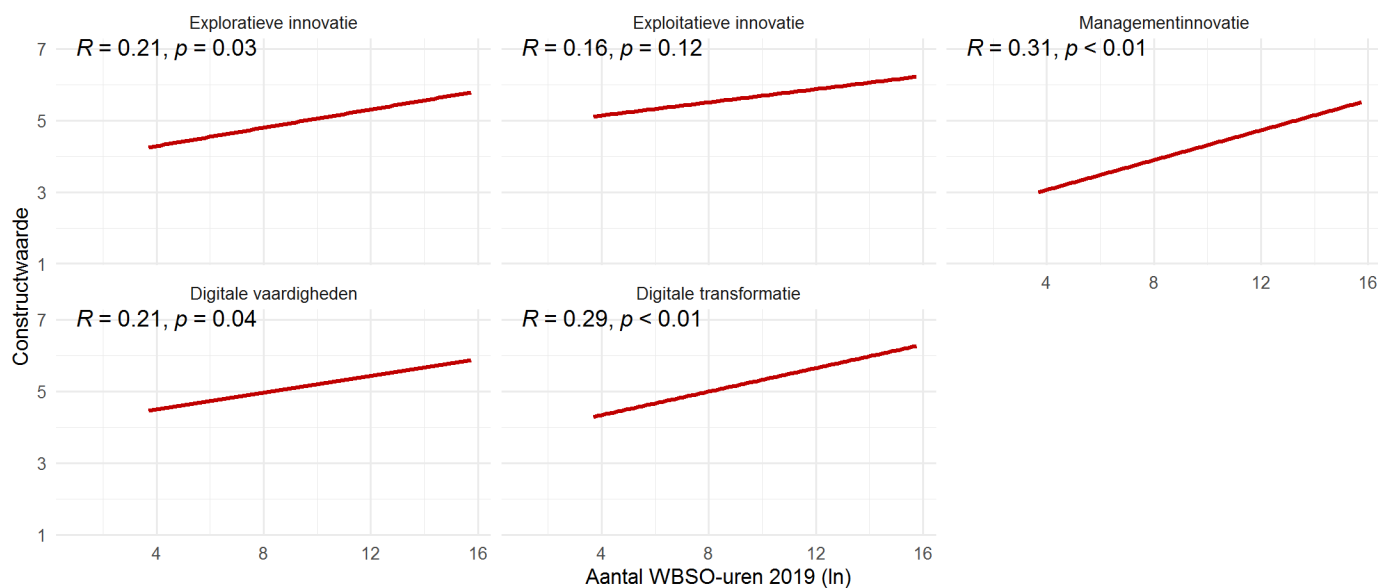 Exploratieve innovatie
R = 0.21, p = 0.03
Exploitatieve innovatie
R = 0.16, p = 0.12
Managementinnovatie
R = 0.31, p < 0.01
7
5
3
1
4
8
12
16
Constructwaarde
Digitale vaardigheden
R = 0.21, p = 0.04
Digitale transformatie
R = 0.29, p < 0.01
7
5
3
1
4
8
12
16
4
8
12
16
Aantal WBSO-uren 2019 (ln)